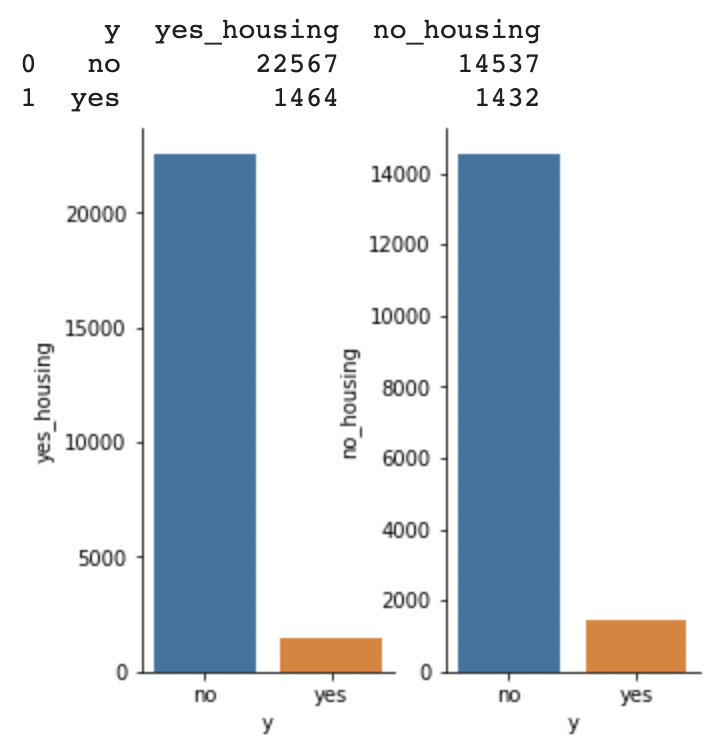 y yes_housing no_housing
0 no 22567 14537
1 yes 1464 1432
20000
15000
10000
5000
0
yes_housing
no yes
y
14000
12000
10000
8000
6000
4000
2000
0
no_housing
no yes
y